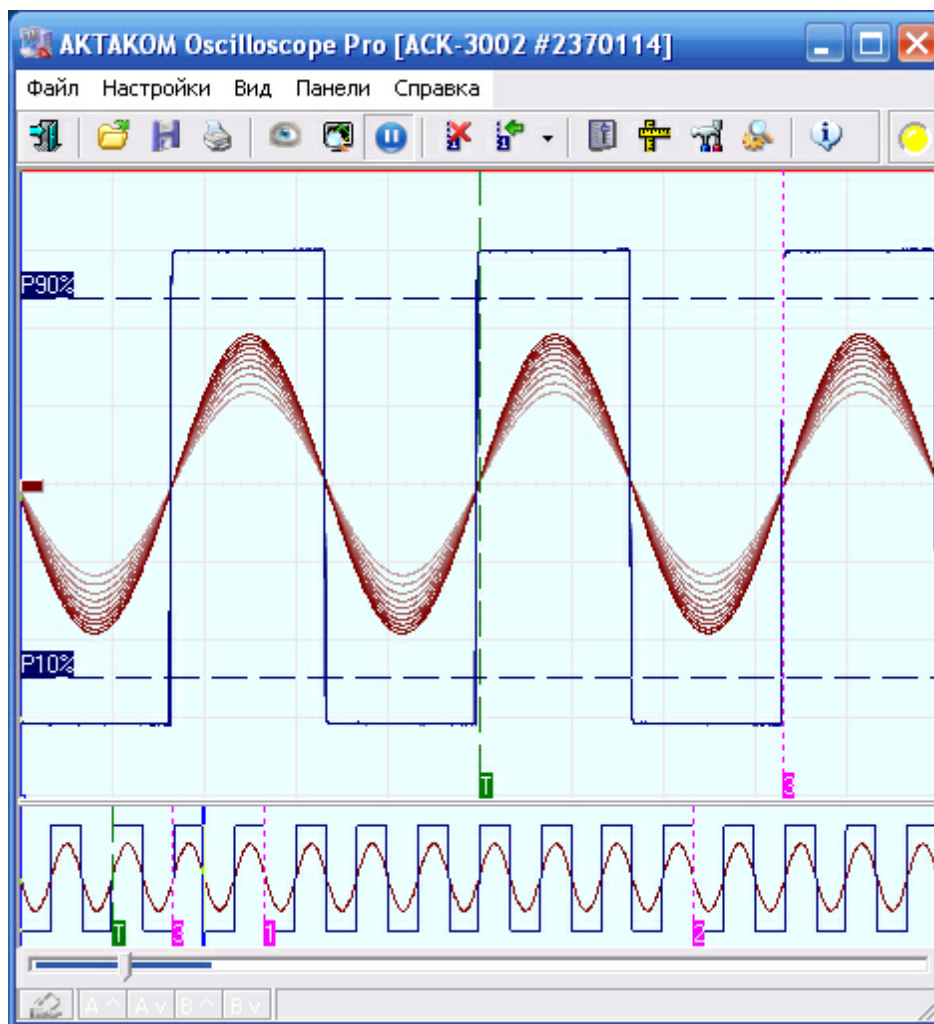 AKTAKOM Oscilloscope Pro [ACK-3002 #2370114]
Файл Настройки Вид Панели Справка
P90%
P10%
T 3
T 3 1 2
A ^ A v B ^ B v